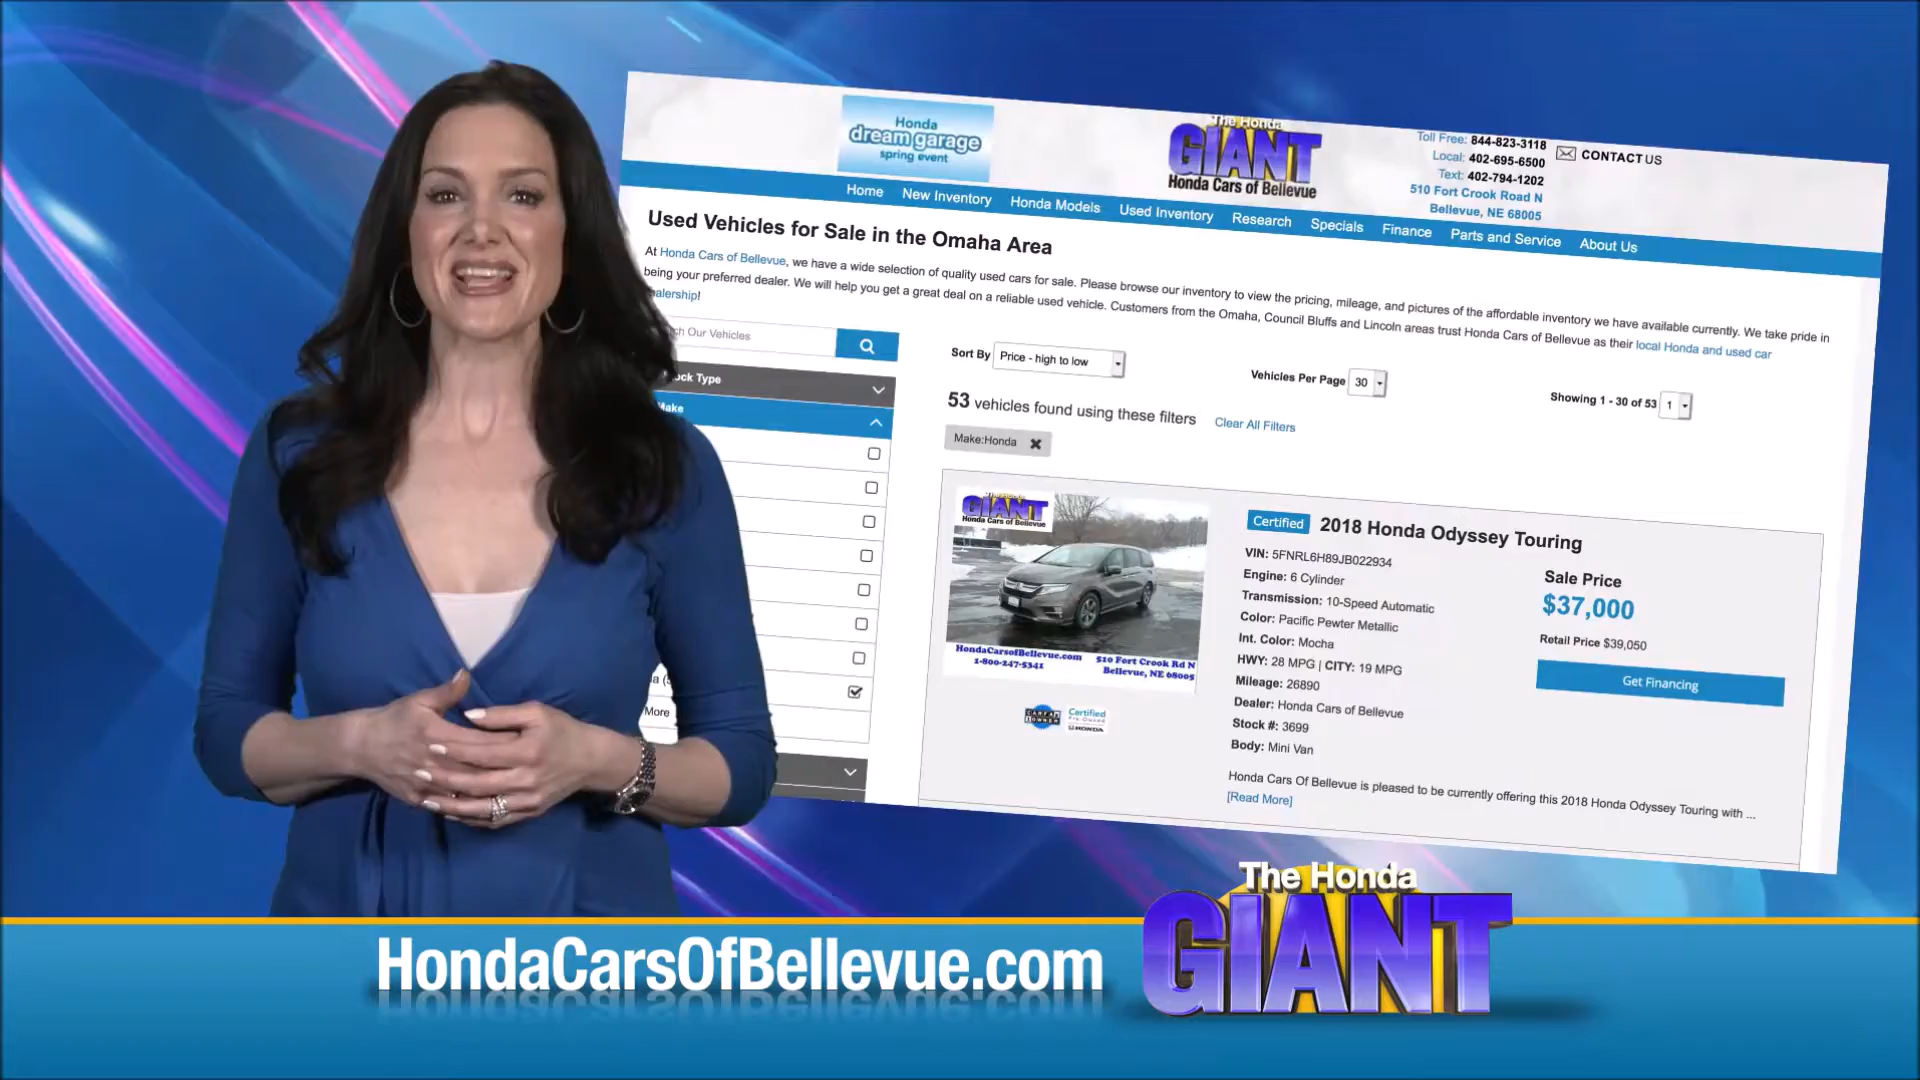 Honda
dream garage
spring event
The Honda
GIANT
Honda Cars of Bellevue
Toll Free: 844-823-3118
Local: 402-695-6500
Text: 402-794-1202
510 Fort Crook Road N
Bellevue, NE 68005
CONTACT US
Home New Inventory Honda Models Used Inventory Research Specials Finance Parts and Service About Us
Used Vehicles for Sale in the Omaha Area
At Honda Cars of Bellevue, we have a wide selection of quality used cars for sale. Please browse our inventory to view the pricing, mileage, and pictures of the affordable inventory we have available currently. We take pride in
being your preferred dealer. We will help you get a great deal on a reliable used vehicle. Customers from the Omaha, Council Bluffs and Lincoln areas trust Honda Cars of Bellevue as their local Honda and used car
alership!
ch Our Vehicles
ock Type
Make
a (5
More
Sort By Price - high to low
Vehicles Per Page 30
Showing 1 - 30 of 53 1
53 vehicles found using these filters Clear All Filters
Make:Honda
The Honda
GIANT
Honda Cars of Bellevue
HondaCarsofBellevue.com
1-800-247-5341
510 Fort Crook Rd N
Bellevue, NE 68005
CARFAX
1 OWNER
Certified
Pre-Owned
HONDA
Certified 2018 Honda Odyssey Touring
VIN: 5FNRL6H89JB022934
Engine: 6 Cylinder
Transmission: 10-Speed Automatic
Color: Pacific Pewter Metallic
Int. Color: Mocha
HWY: 28 MPG | CITY: 19 MPG
Mileage: 26890
Dealer: Honda Cars of Bellevue
Stock #: 3699
Body: Mini Van
Sale Price
$37,000
Retail Price $39,050
Get Financing
Honda Cars Of Bellevue is pleased to be currently offering this 2018 Honda Odyssey Touring with ...
[Read More]
HondaCarsOfBellevue.com
The Honda
GIANT